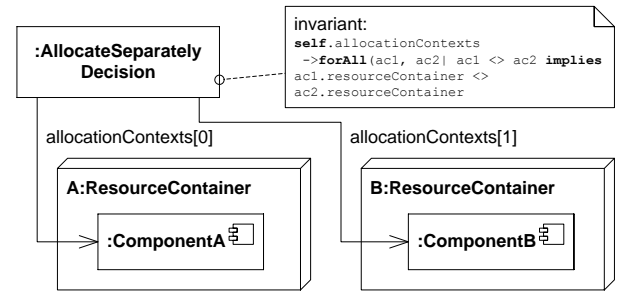 :AllocateSeparately
Decision
invariant:
self.allocationContexts
->forAll(ac1, ac2| ac1 <> ac2 implies
ac1.resourceContainer <>
ac2.resourceContainer
allocationContexts[0]
allocationContexts[1]
A:ResourceContainer
B:ResourceContainer
:ComponentA
:ComponentB